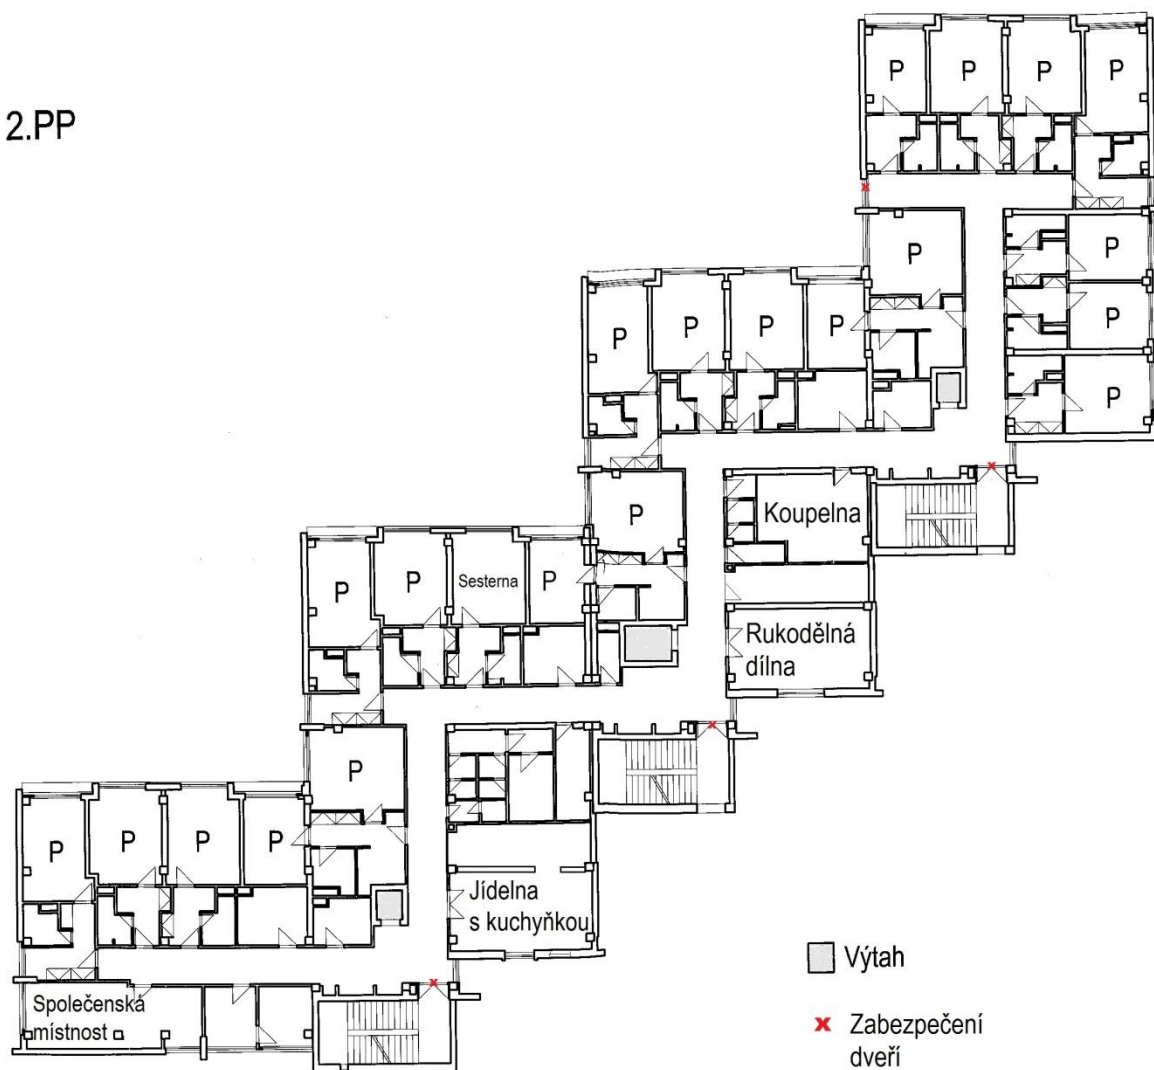 2.PP
P P P P
P
P
P
P
P P P P
P
Koupelna
P P Sesterna P
Rukodělná
dílna
P
P P P P
Jídelna
s kuchyňkou
Výtah
Společenská
místnost
x Zabezpečení
dveří